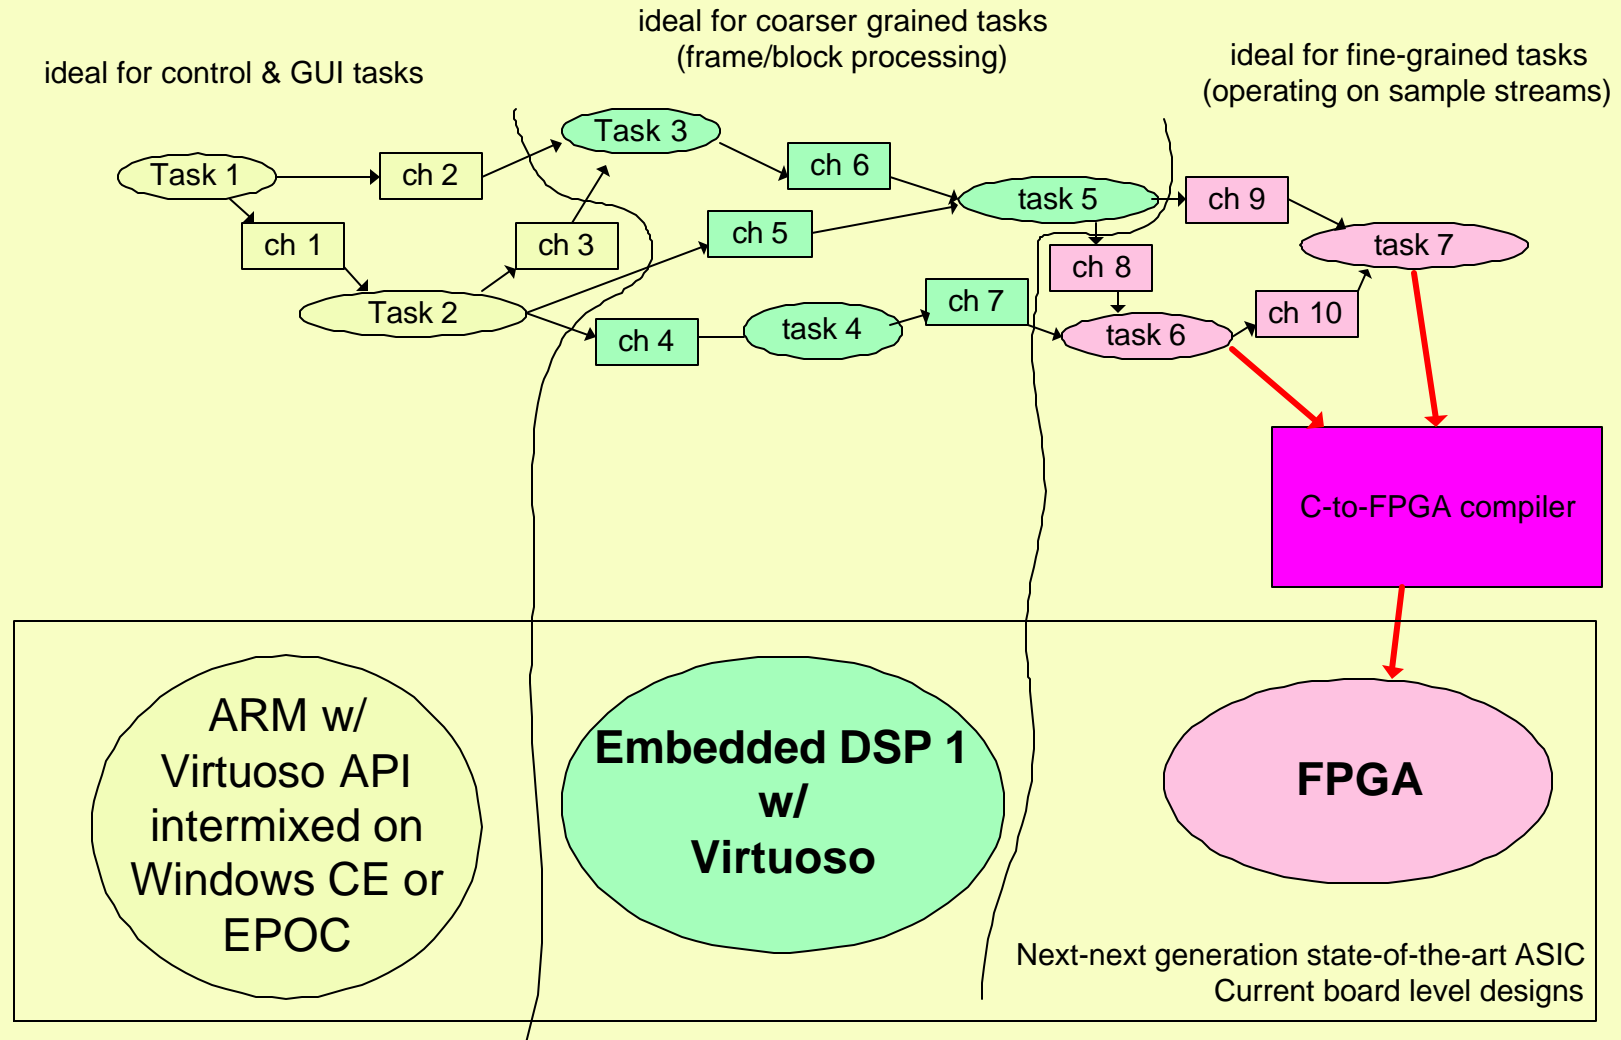 ideal for control & GUI tasks
ideal for coarser grained tasks
(frame/block processing)
ideal for fine-grained tasks
(operating on sample streams)
Task 1
ch 2
Task 3
ch 6
task 5
ch 9
ch 1
ch 3
ch 5
ch 8
task 7
Task 2
ch 4
task 4
ch 7
task 6
ch 10
C-to-FPGA compiler
ARM w/
Virtuoso API
intermixed on
Windows CE or
EPOC
Embedded DSP 1
w/
Virtuoso
FPGA
Next-next generation state-of-the-art ASIC
Current board level designs